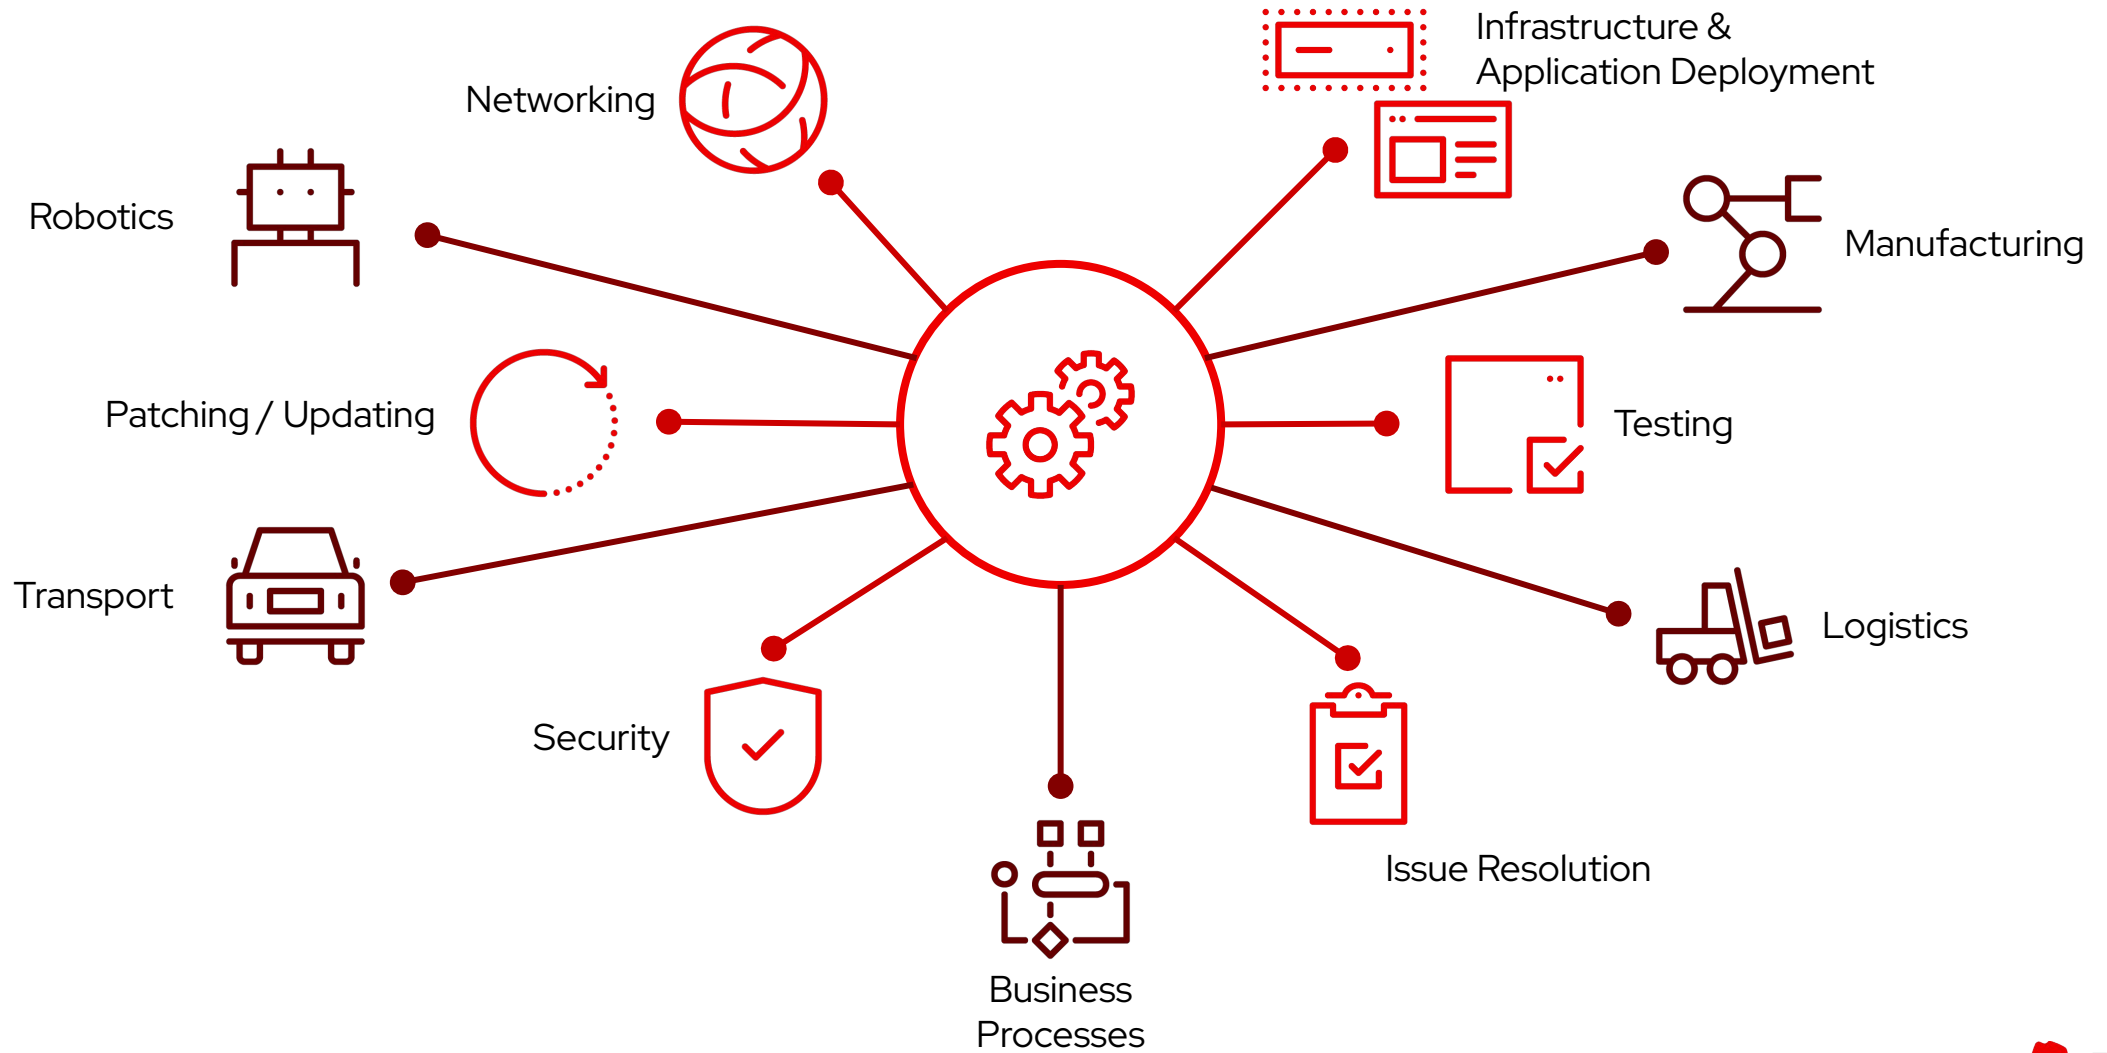 Infrastructure &
Application Deployment
Networking
Robotics
Manufacturing
Patching / Updating
Testing
Transport
Logistics
Security
Issue Resolution
Business
Processes